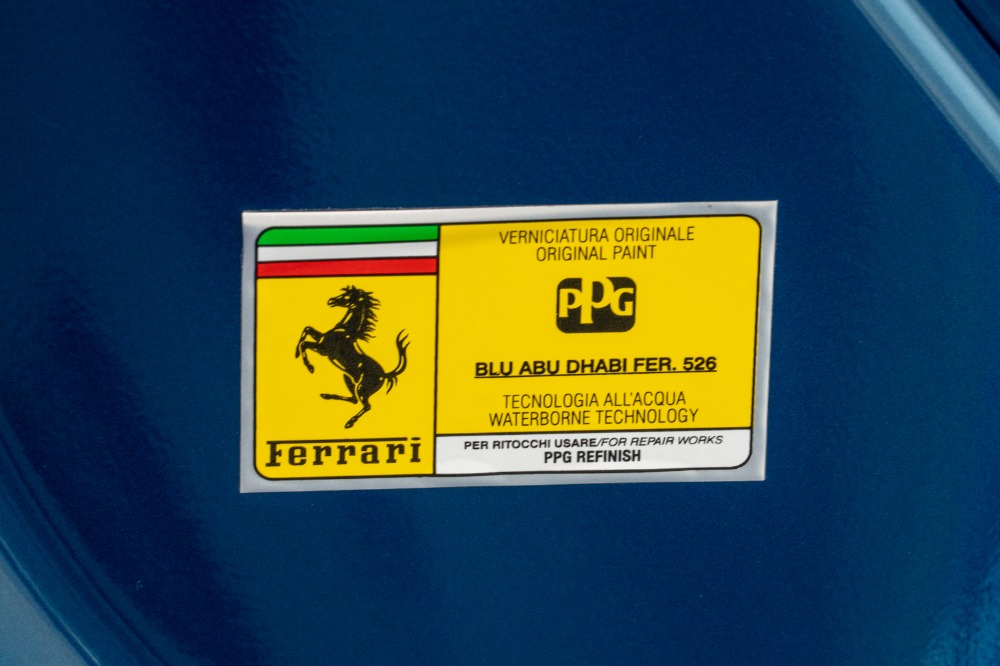 Ferrari
VERNICIATURA ORIGINALE
ORIGINAL PAINT
PPG
BLU ABU DHABI FER. 526
TECNOLOGIA ALL'ACQUA
WATERBORNE TECHNOLOGY
PER RITOCCHI USARE/FOR REPAIR WORKS
PPG REFINISH